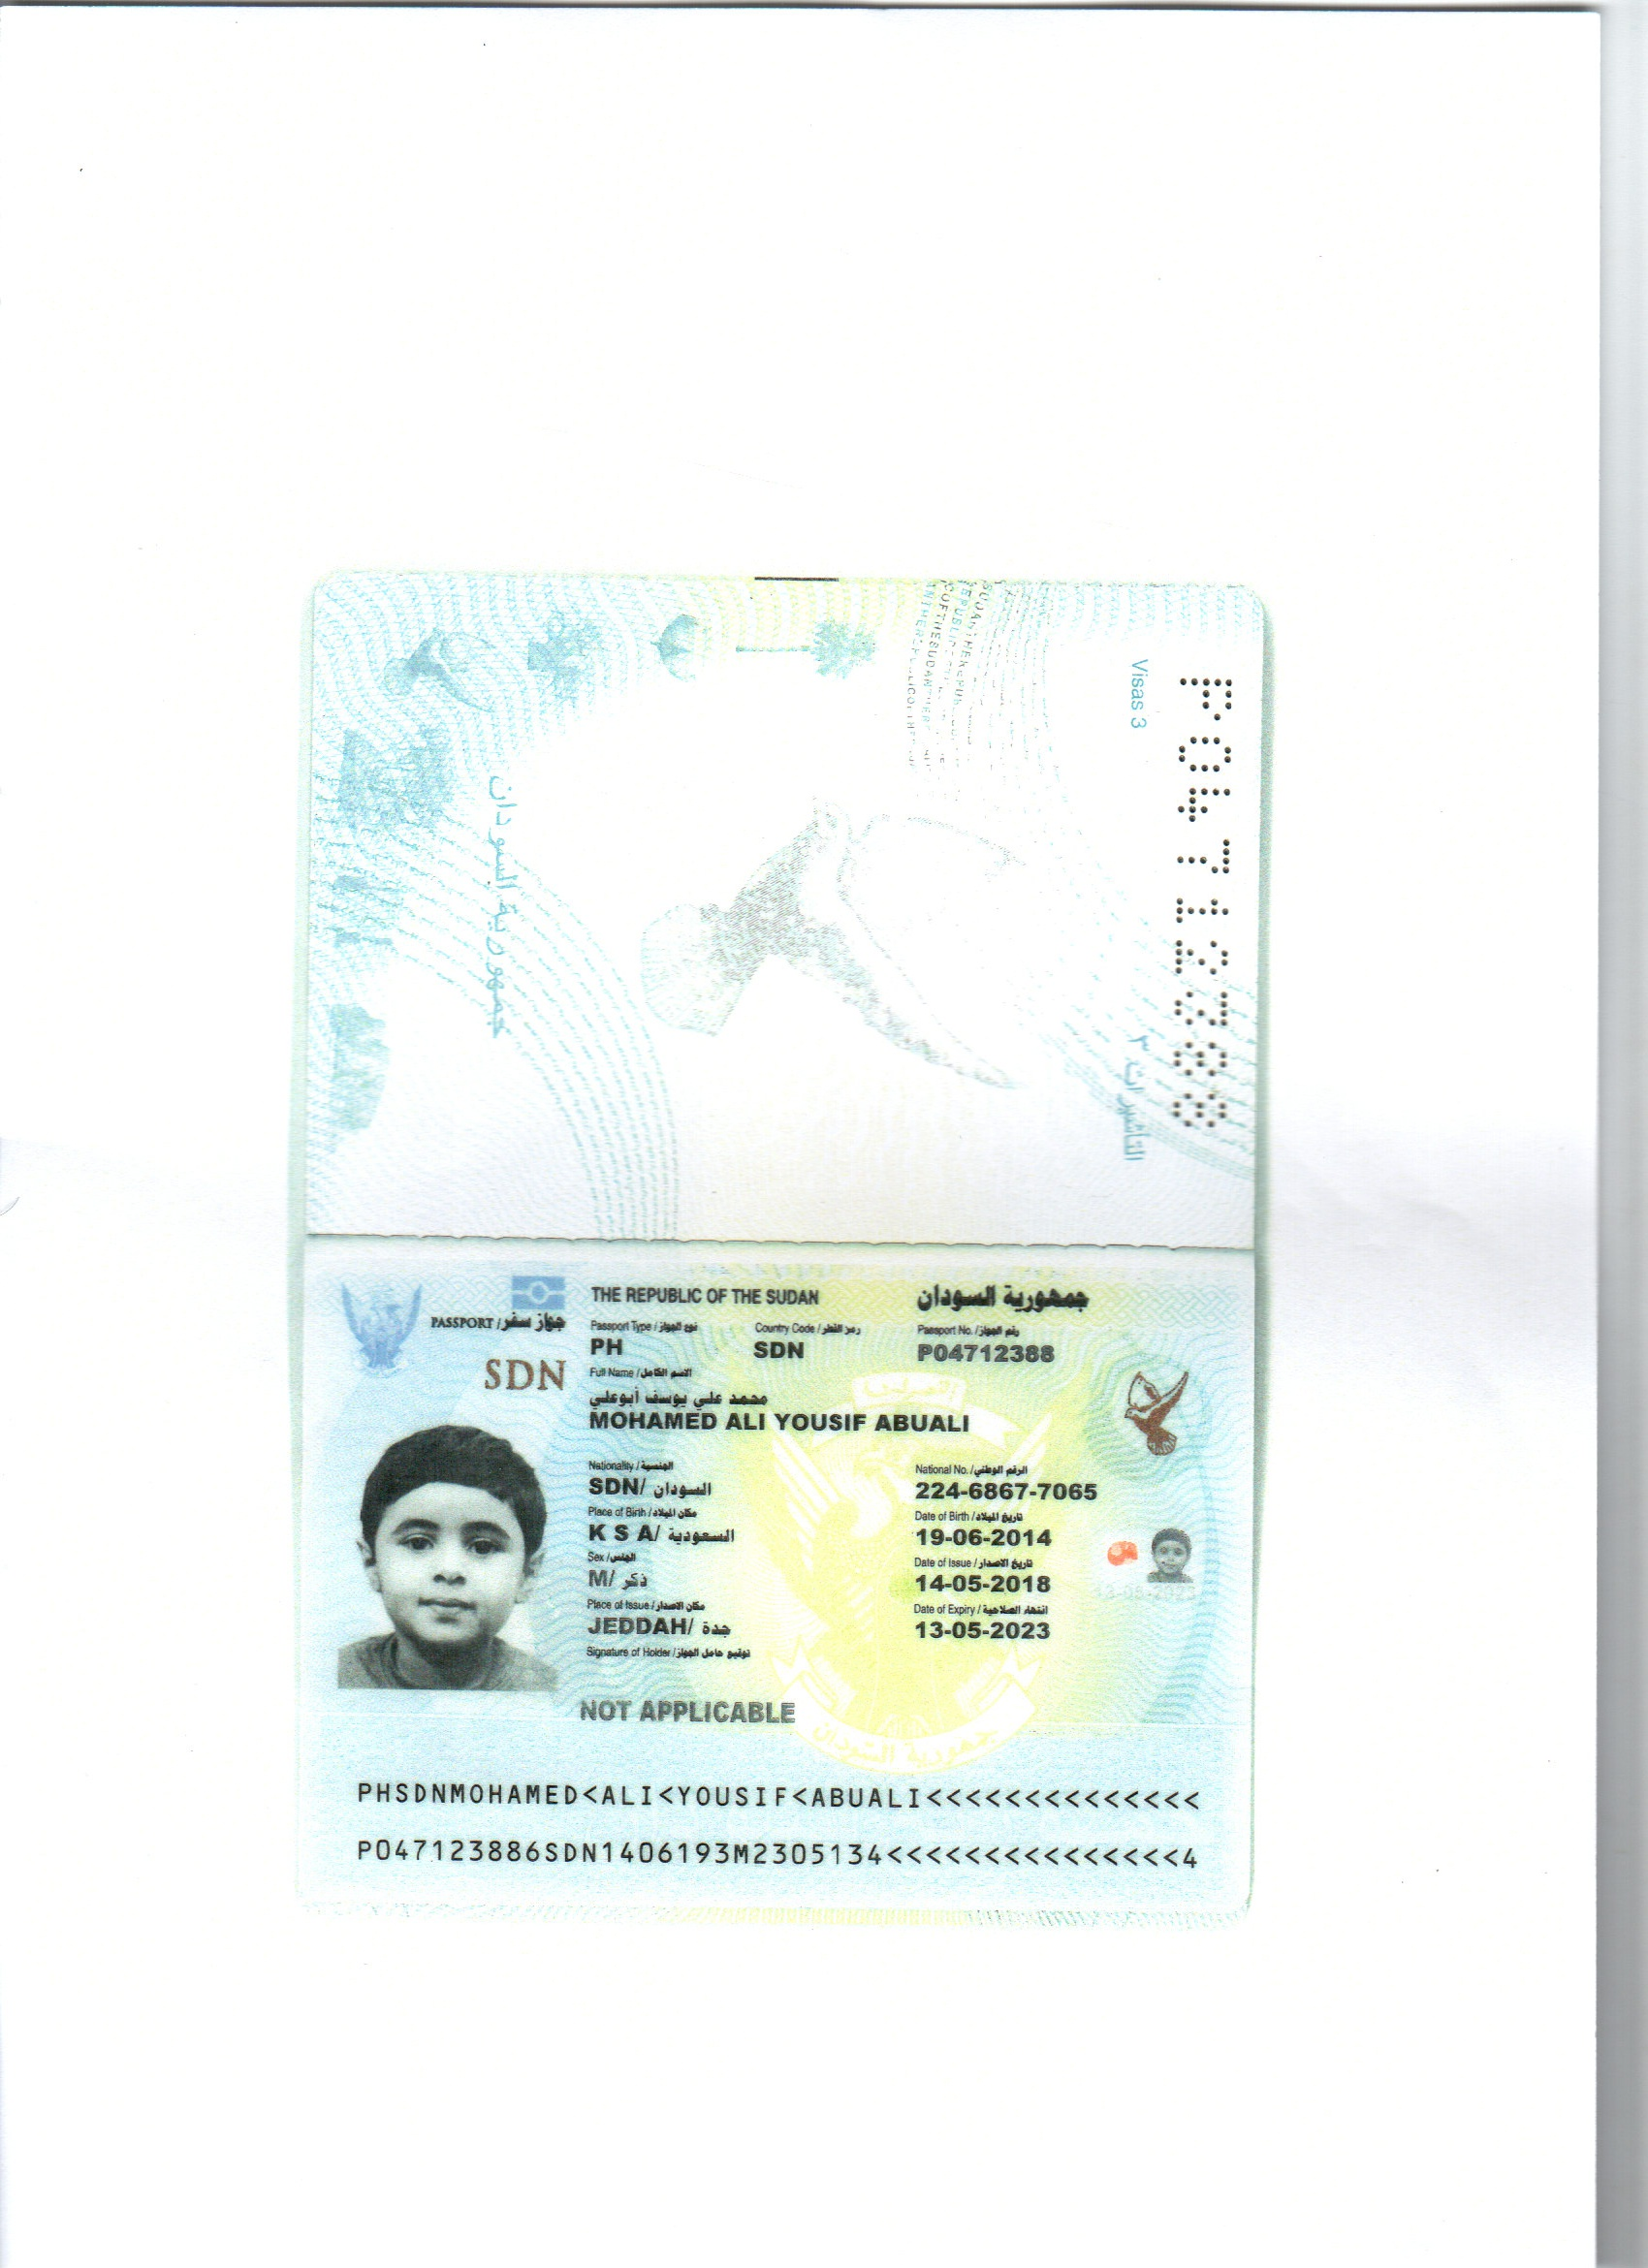 Visas 3
P04712388
التأشيرات ٣
جمهورية السودان
THE REPUBLIC OF THE SUDAN جمهورية السودان
PASSPORT / جواز سفر
SDN
Passport Type / نوع الجواز Country Code / رمز القطر Passport No. / رقم الجواز
PH SDN P04712388
Full Name / الاسم الكامل
محمد علي يوسف أبوعلي
MOHAMED ALI YOUSIF ABUALI
Nationality / الجنسية National No. / الرقم الوطني
SDN/ السودان 224-6867-7065
Place of Birth / مكان الميلاد Date of Birth / تاريخ الميلاد
K S A/ السعودية 19-06-2014
Sex / الجنس Date of Issue / تاريخ الاصدار
M/ ذكر 14-05-2018
Place of Issue / مكان الاصدار Date of Expiry / انتهاء الصلاحية
JEDDAH/ جدة 13-05-2023
Signature of Holder / توقيع حامل الجواز
NOT APPLICABLE
جمهورية السودان
PHSDNMOHAMED<ALI<YOUSIF<ABUALI<<<<<<<<<<<<<<
P047123886SDN1406193M2305134<<<<<<<<<<<<<<<4